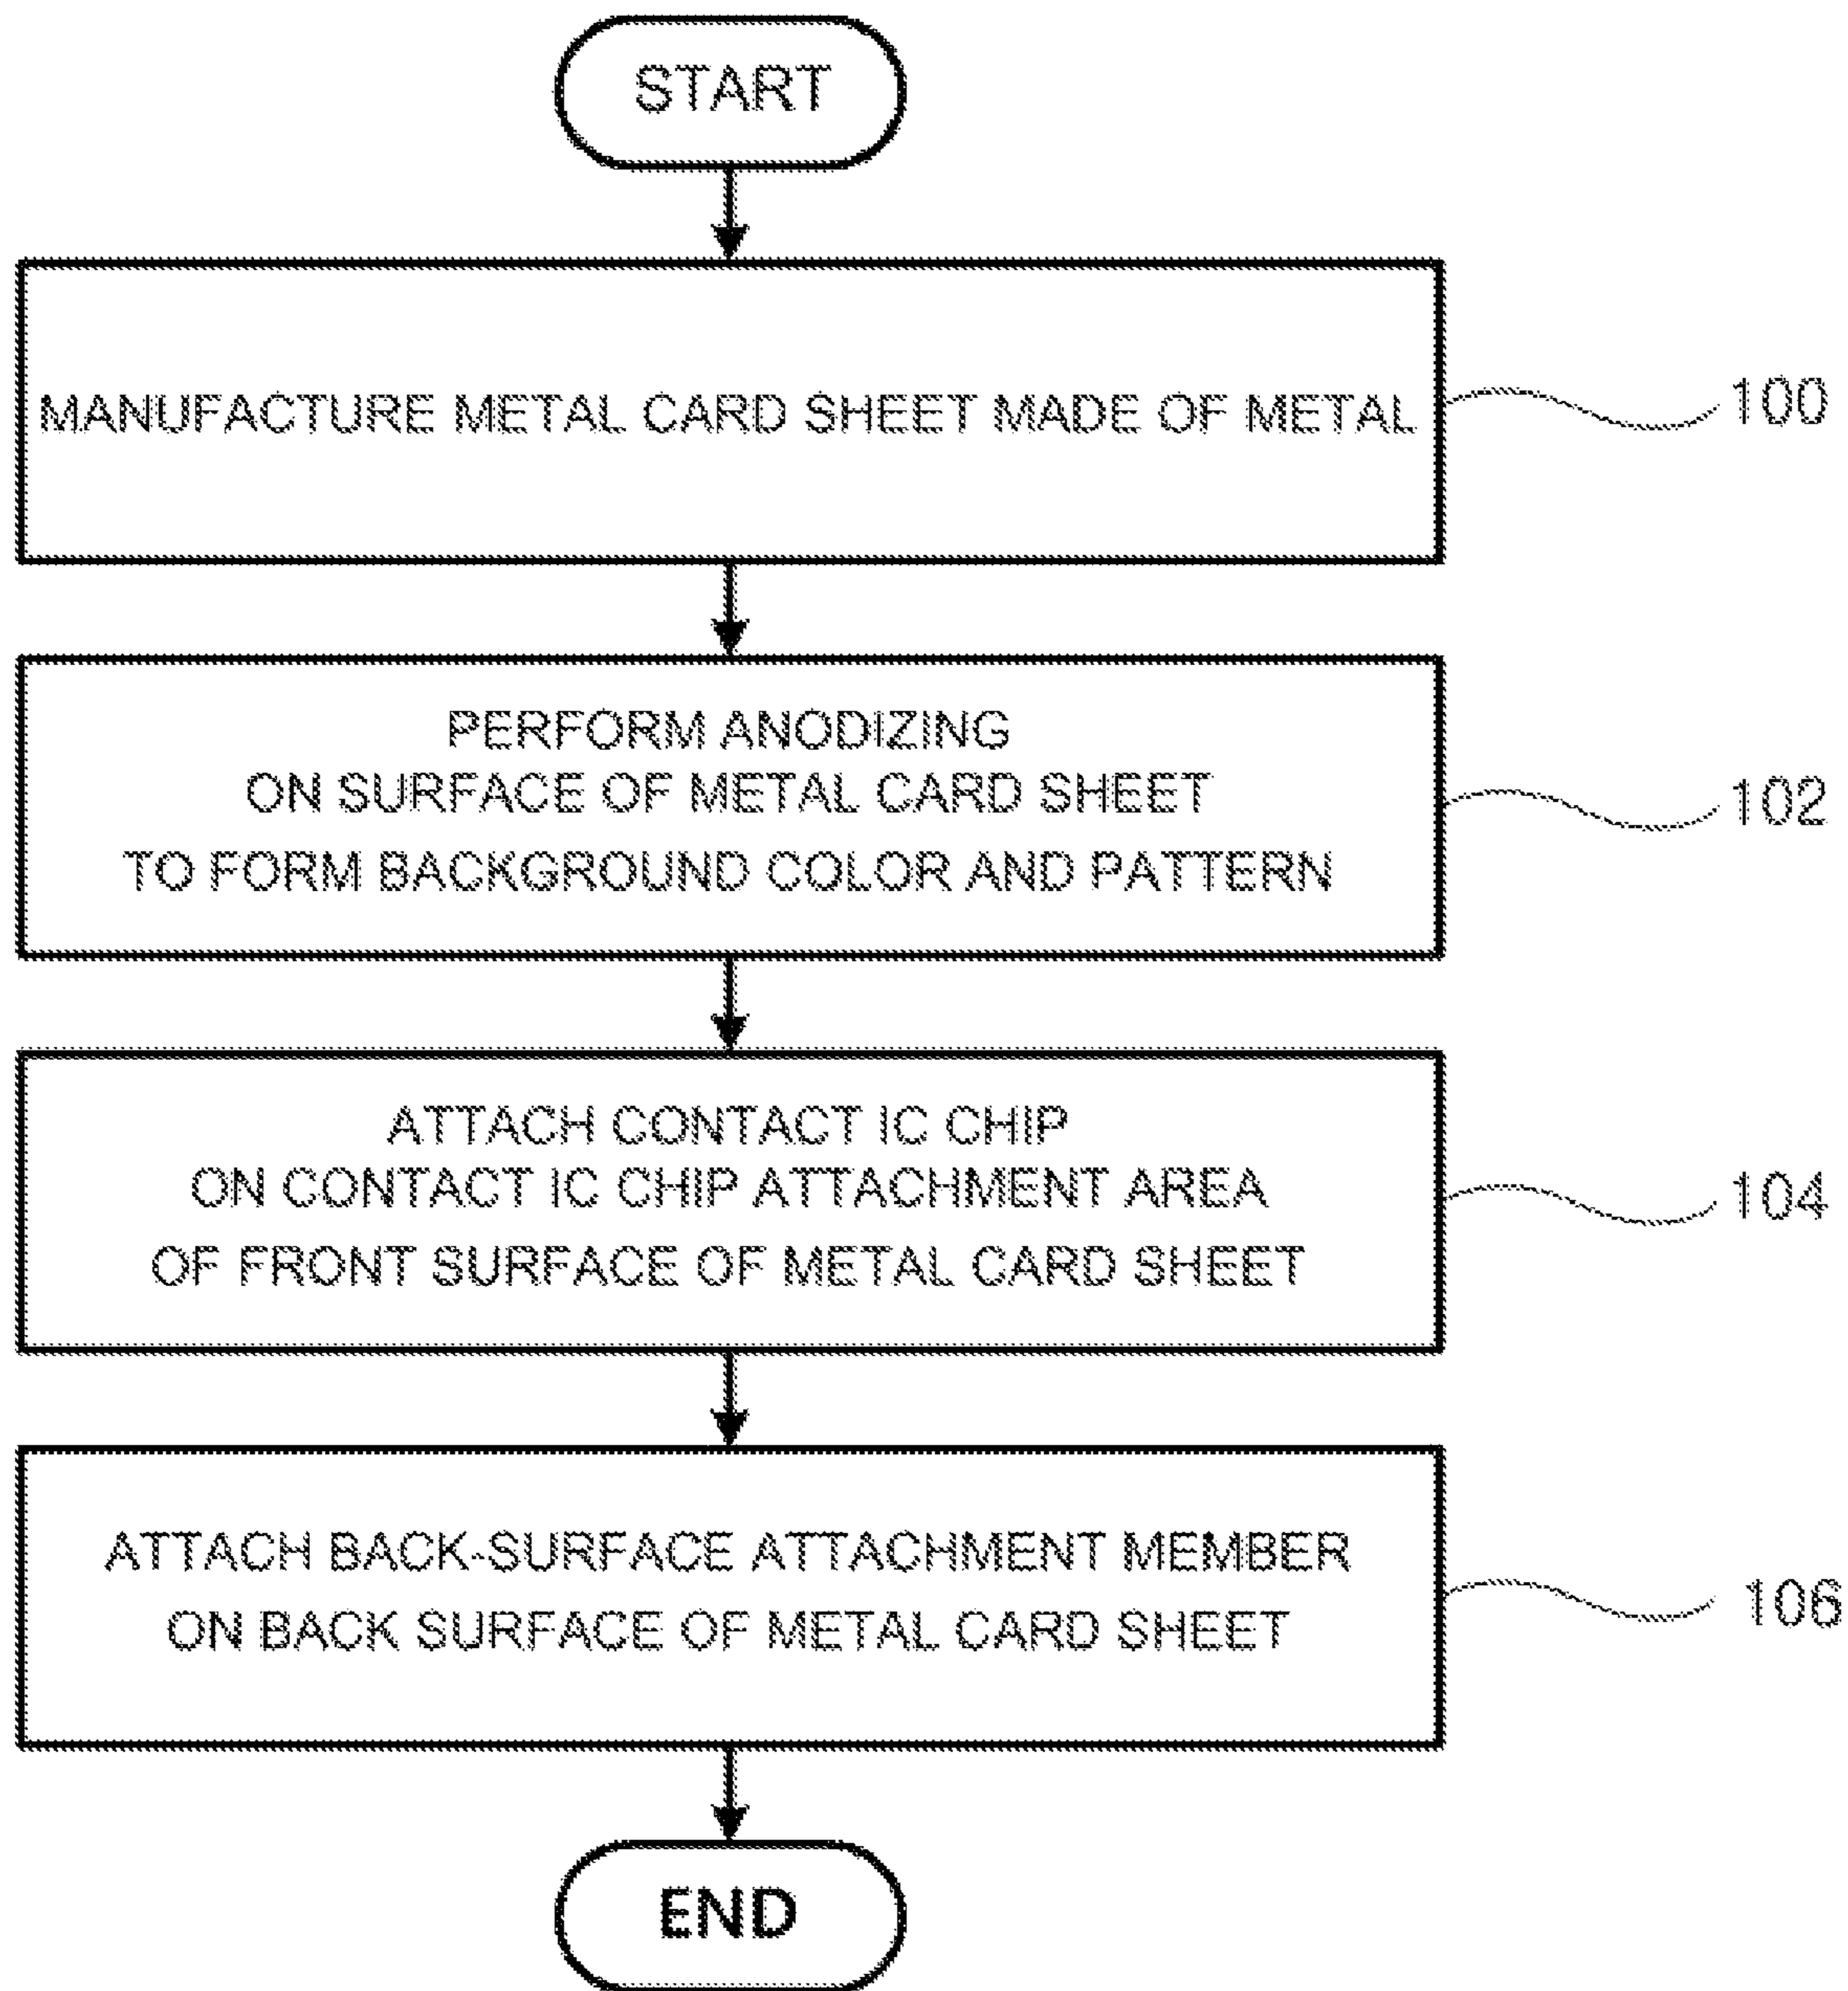 START
MANUFACTURE METAL CARD SHEET MADE OF METAL
100
PERFORM ANODIZING
ON SURFACE OF METAL CARD SHEET
TO FORM BACKGROUND COLOR AND PATTERN
102
ATTACH CONTACT IC CHIP
ON CONTACT IC CHIP ATTACHMENT AREA
OF FRONT SURFACE OF METAL CARD SHEET
104
ATTACH BACK-SURFACE ATTACHMENT MEMBER
ON BACK SURFACE OF METAL CARD SHEET
106
END